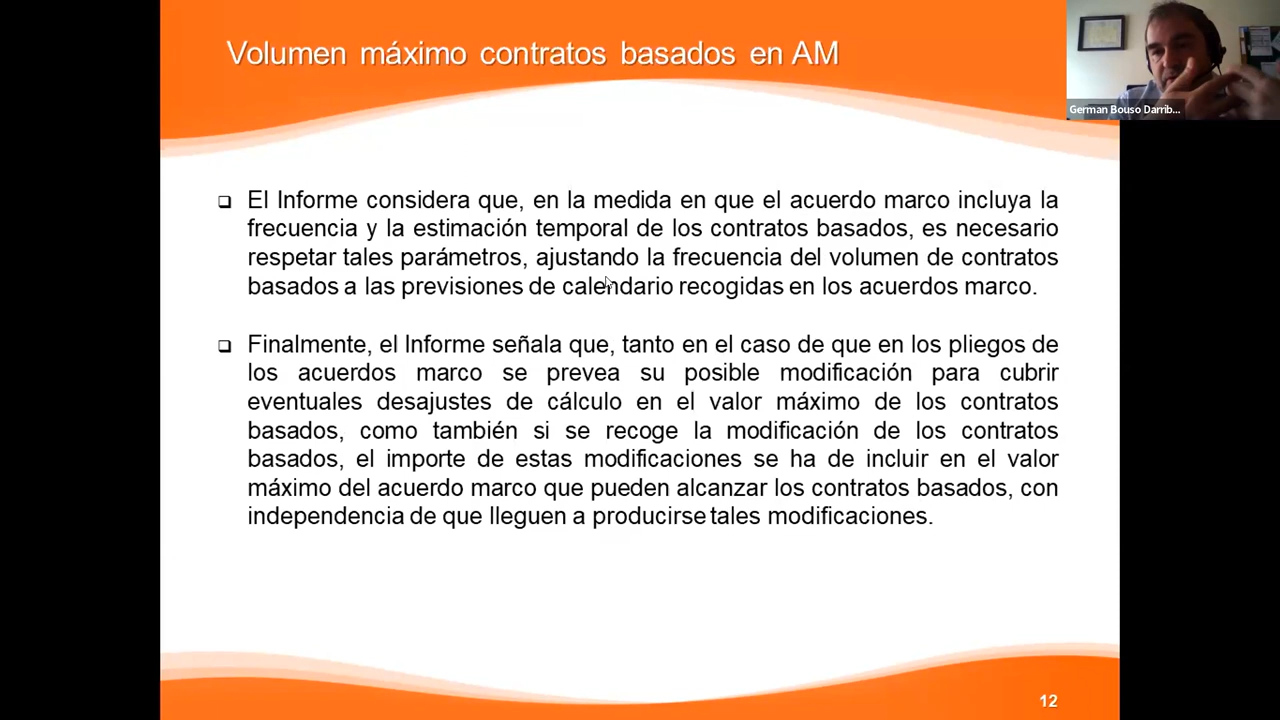 Volumen máximo contratos basados en AM
German Bouso Darrib...
El Informe considera que, en la medida en que el acuerdo marco incluya la
frecuencia y la estimación temporal de los contratos basados, es necesario
respetar tales parámetros, ajustando la frecuencia del volumen de contratos
basados a las previsiones de calendario recogidas en los acuerdos marco.
Finalmente, el Informe señala que, tanto en el caso de que en los pliegos de
los acuerdos marco se prevea su posible modificación para cubrir
eventuales desajustes de cálculo en el valor máximo de los contratos
basados, como también si se recoge la modificación de los contratos
basados, el importe de estas modificaciones se ha de incluir en el valor
máximo del acuerdo marco que pueden alcanzar los contratos basados, con
independencia de que lleguen a producirse tales modificaciones.
12